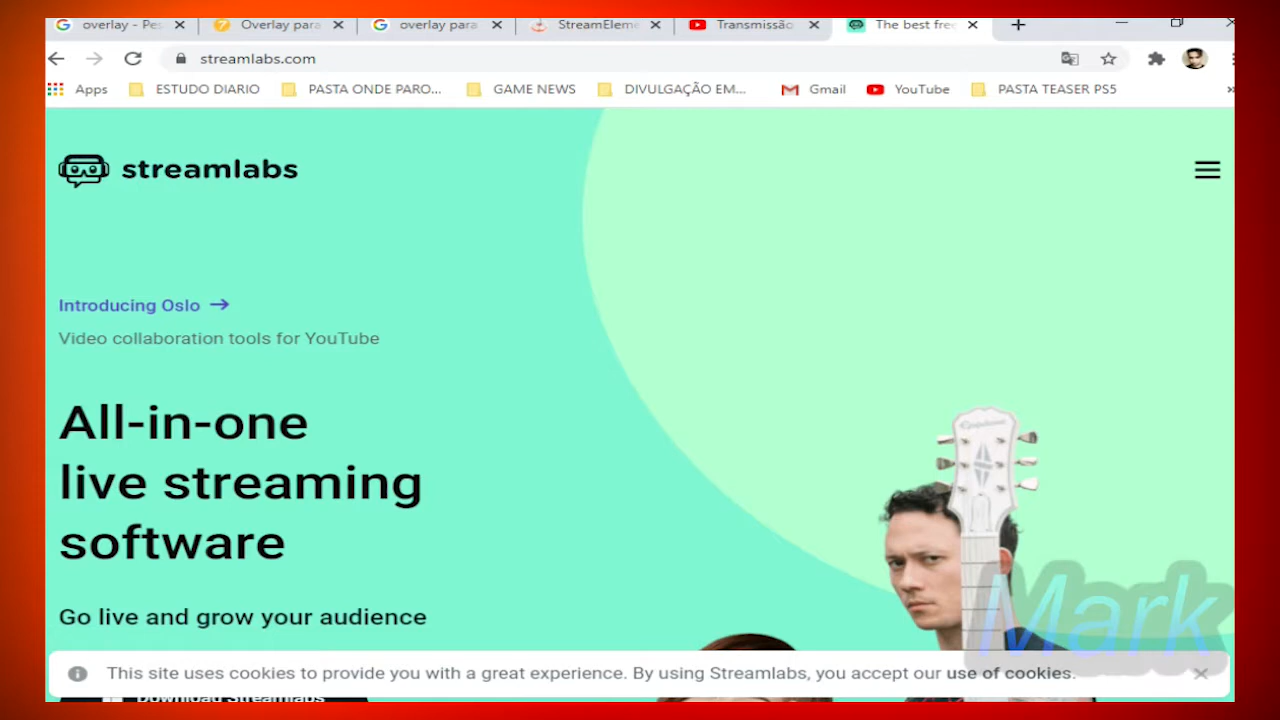 overlay - Pes
Overlay para
overlay para
StreamEleme
Transmissão
The best free
streamlabs.com
Apps
ESTUDO DIARIO
PASTA ONDE PARO...
GAME NEWS
DIVULGAÇÃO EM...
Gmail
YouTube
PASTA TEASER PS5
streamlabs
Introducing Oslo →
Video collaboration tools for YouTube
All-in-one
live streaming
software
Go live and grow your audience
Epiphone
Mark
This site uses cookies to provide you with a great experience. By using Streamlabs, you accept our use of cookies.
Download Streamlabs